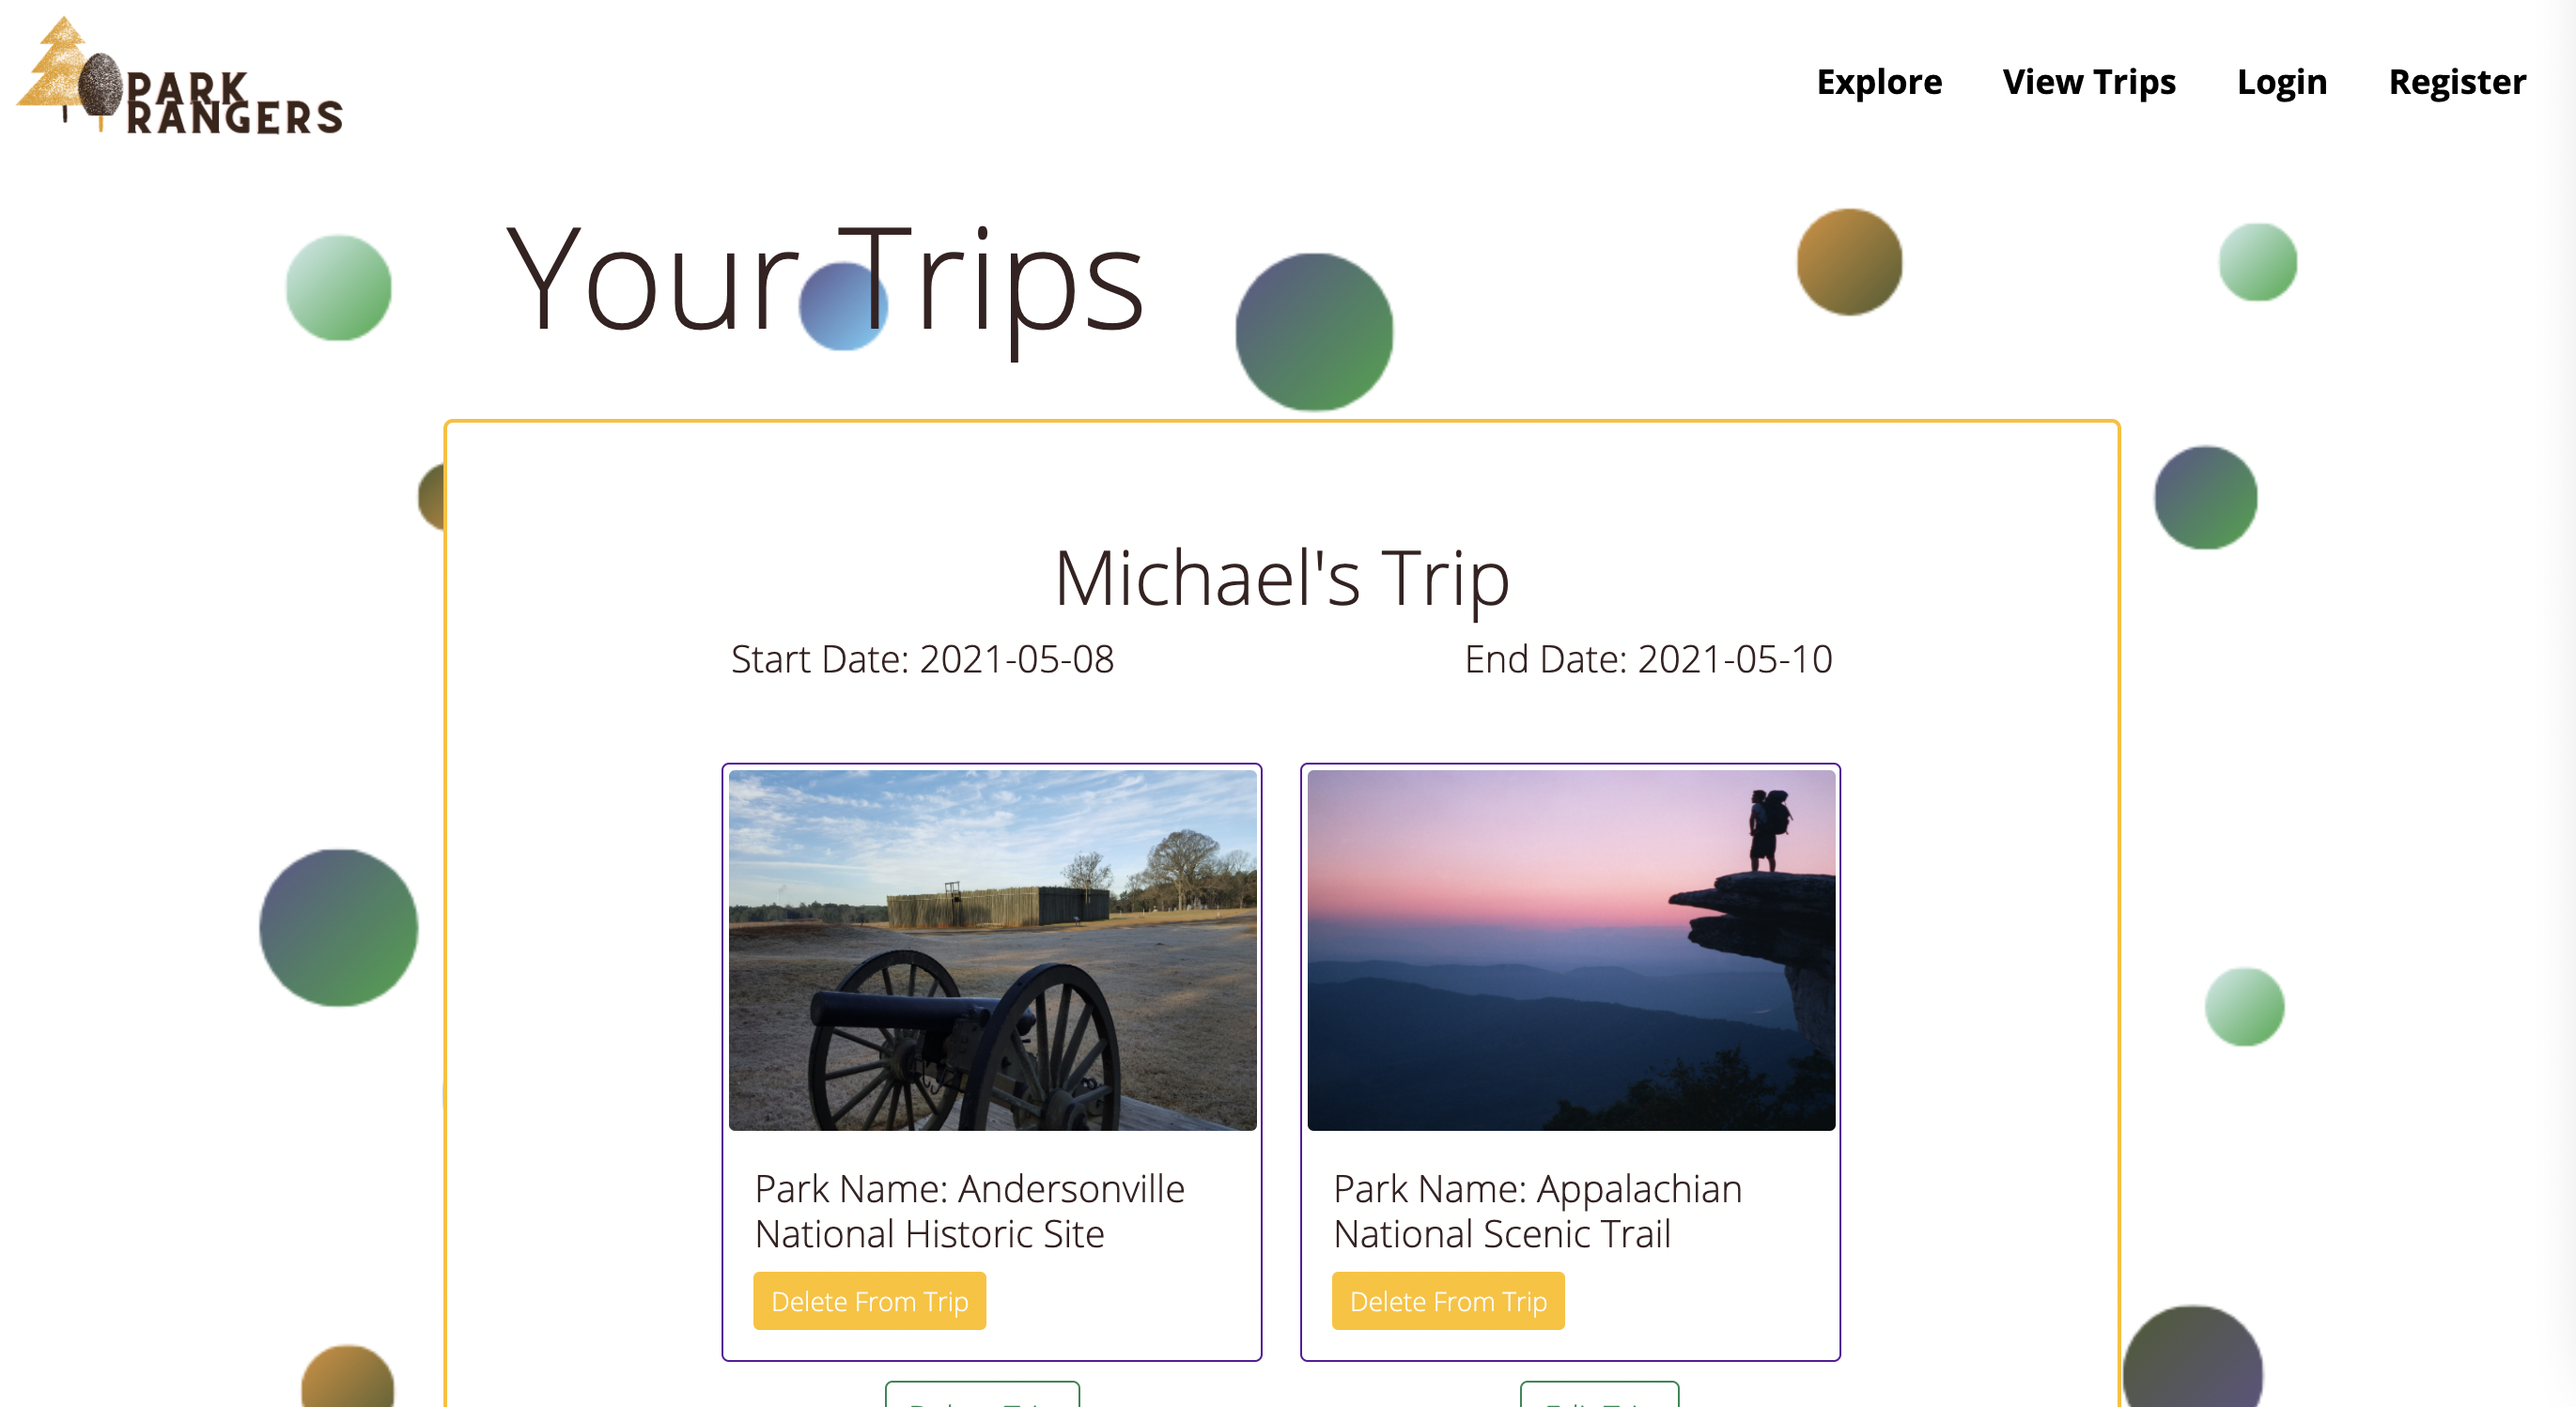 PARK
RANGERS
Explore View Trips Login Register
Your Trips
Michael's Trip
Start Date: 2021-05-08 End Date: 2021-05-10
Park Name: Andersonville
National Historic Site
Delete From Trip
Park Name: Appalachian
National Scenic Trail
Delete From Trip